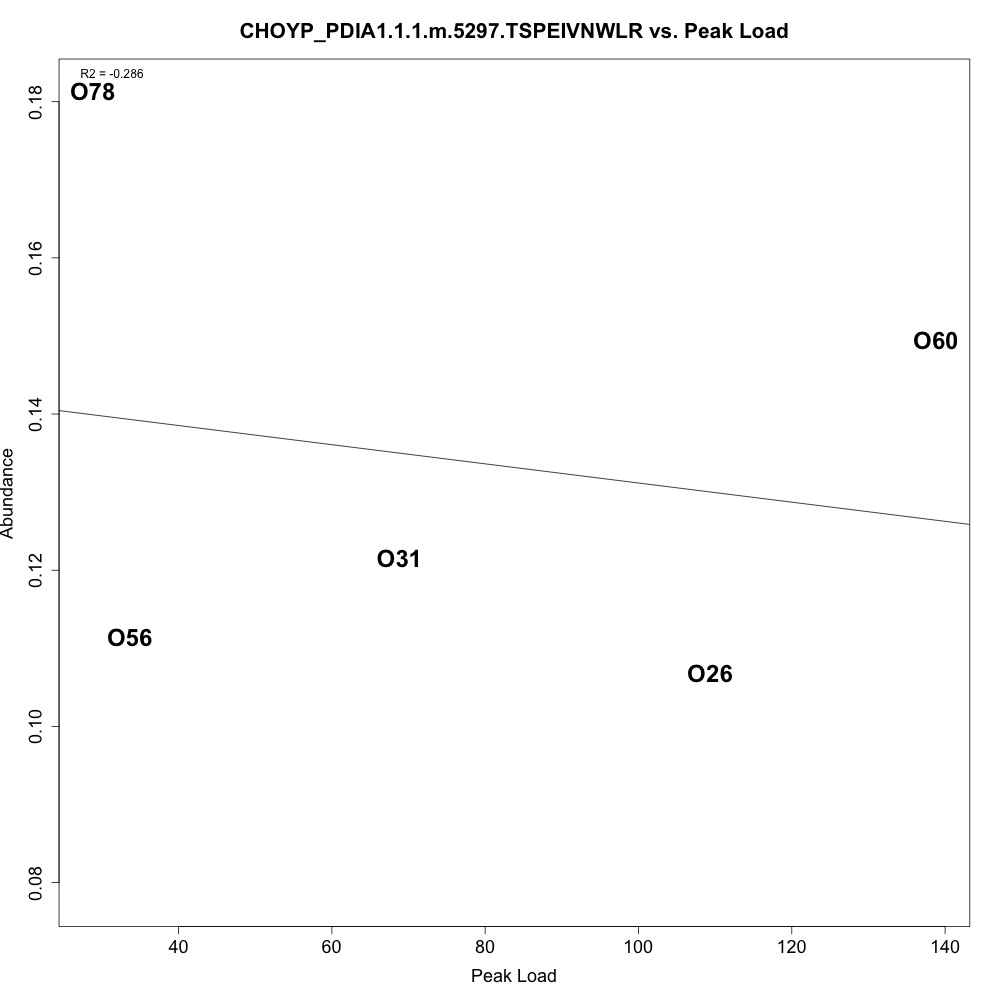 CHOYP_PDIA1.1.1.m.5297.TSPEIVNWLR vs. Peak Load
R2 = -0.286
O78
0.18
0.16
O60
0.14
Abundance
O31
0.12
O56
O26
0.10
0.08
40 60 80 100 120 140
Peak Load